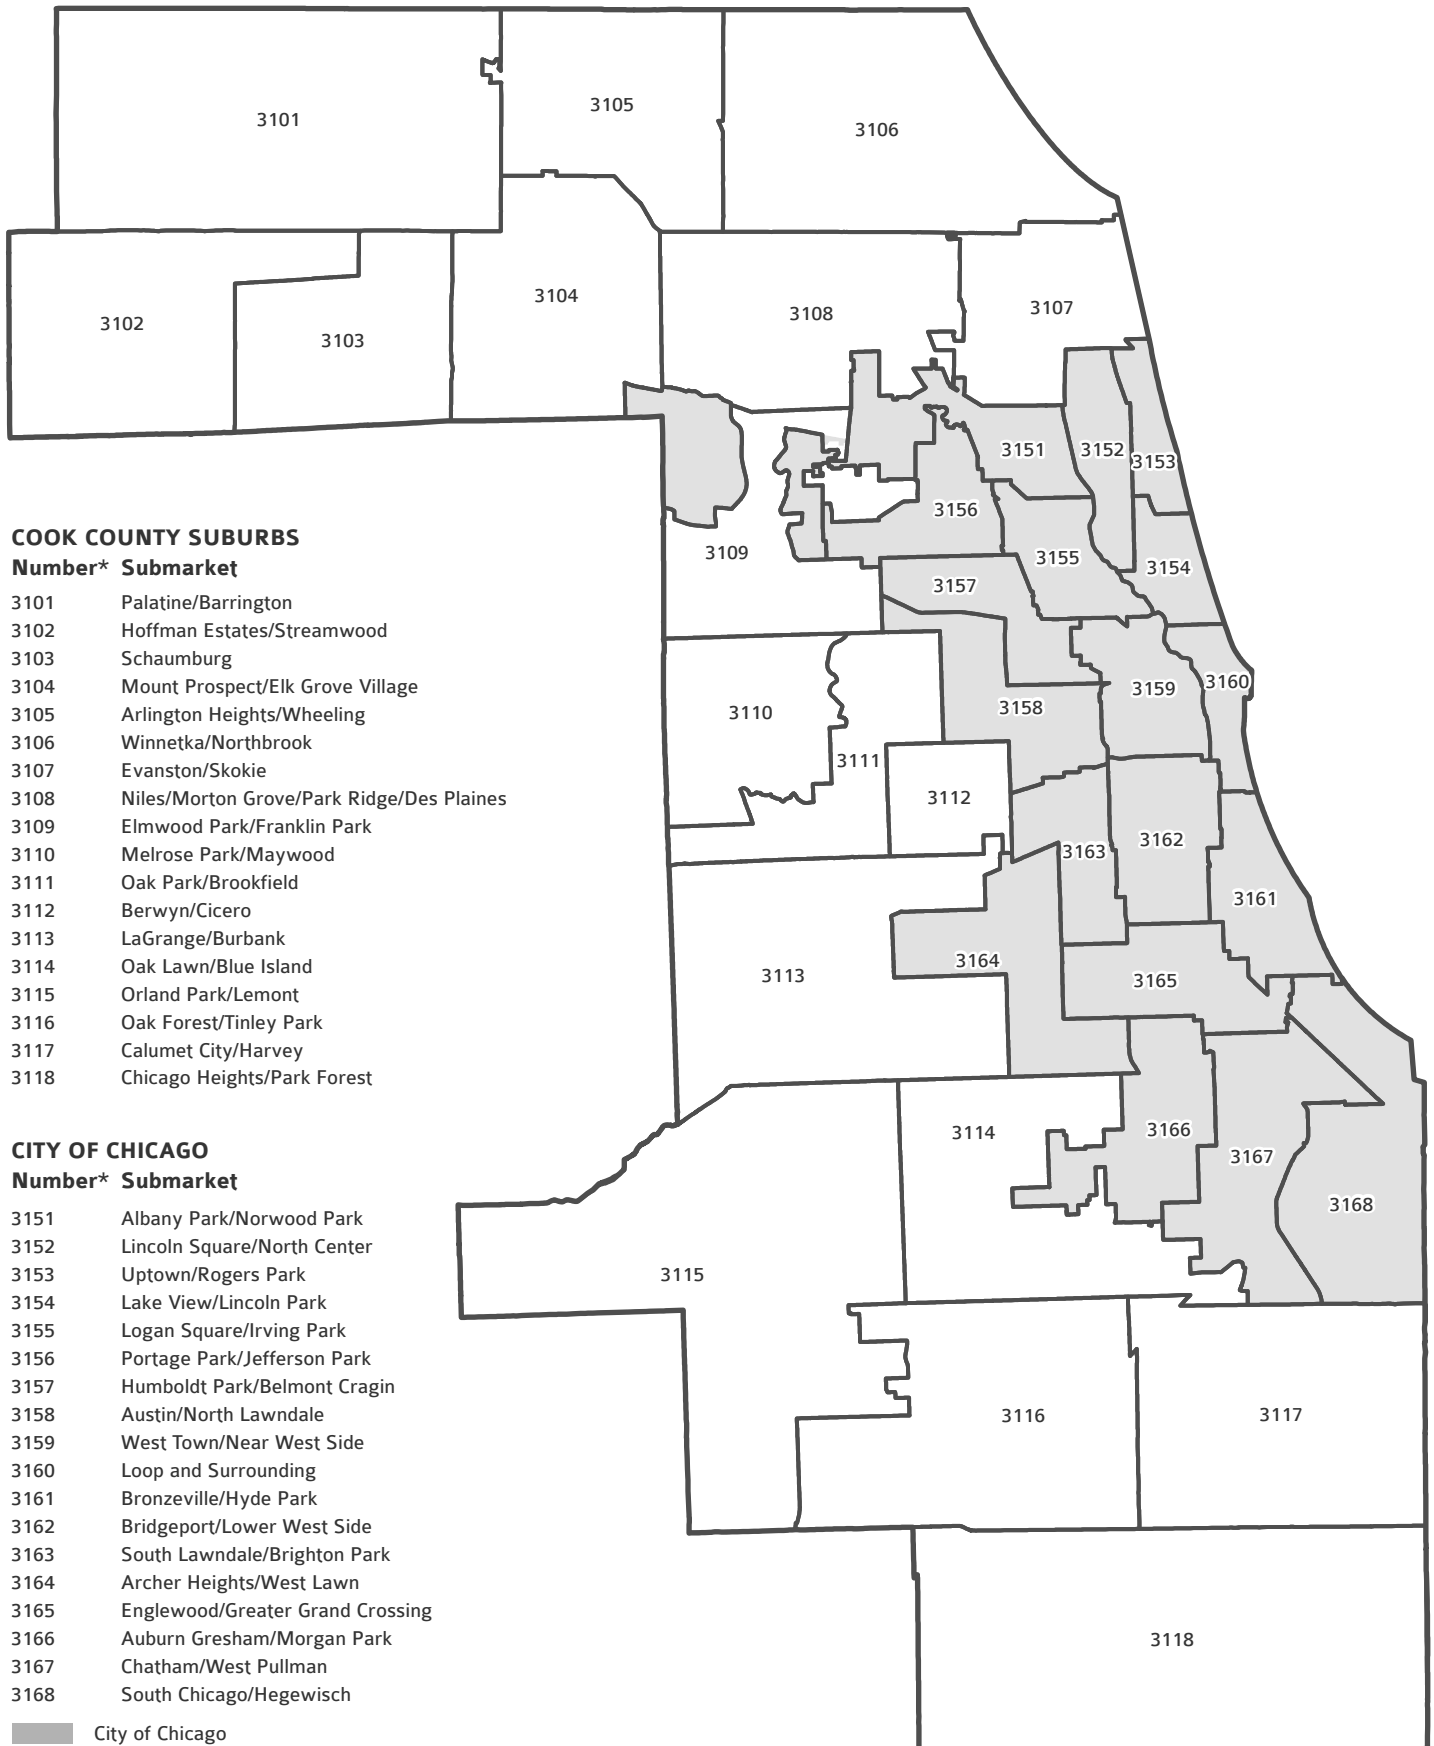 3101
3105
3106
3102
3103
3104
3108
3107
3151
3152
3153
3156
3109
3155
3154
3157
3110
3158
3159
3160
3111
3112
3163
3162
3161
3113
3164
3165
3114
3166
3167
3168
3115
3116
3117
3118
COOK COUNTY SUBURBS
Number* Submarket
3101 Palatine/Barrington
3102 Hoffman Estates/Streamwood
3103 Schaumburg
3104 Mount Prospect/Elk Grove Village
3105 Arlington Heights/Wheeling
3106 Winnetka/Northbrook
3107 Evanston/Skokie
3108 Niles/Morton Grove/Park Ridge/Des Plaines
3109 Elmwood Park/Franklin Park
3110 Melrose Park/Maywood
3111 Oak Park/Brookfield
3112 Berwyn/Cicero
3113 LaGrange/Burbank
3114 Oak Lawn/Blue Island
3115 Orland Park/Lemont
3116 Oak Forest/Tinley Park
3117 Calumet City/Harvey
3118 Chicago Heights/Park Forest
CITY OF CHICAGO
Number* Submarket
3151 Albany Park/Norwood Park
3152 Lincoln Square/North Center
3153 Uptown/Rogers Park
3154 Lake View/Lincoln Park
3155 Logan Square/Irving Park
3156 Portage Park/Jefferson Park
3157 Humboldt Park/Belmont Cragin
3158 Austin/North Lawndale
3159 West Town/Near West Side
3160 Loop and Surrounding
3161 Bronzeville/Hyde Park
3162 Bridgeport/Lower West Side
3163 South Lawndale/Brighton Park
3164 Archer Heights/West Lawn
3165 Englewood/Greater Grand Crossing
3166 Auburn Gresham/Morgan Park
3167 Chatham/West Pullman
3168 South Chicago/Hegewisch
City of Chicago